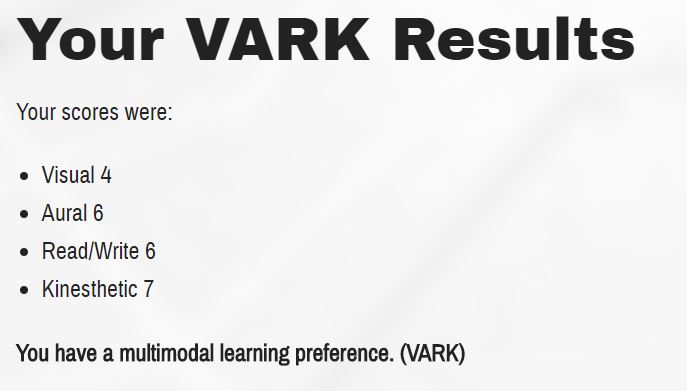 Your VARK Results
Your scores were:
• Visual 4
• Aural 6
• Read/Write 6
• Kinesthetic 7
You have a multimodal learning preference. (VARK)